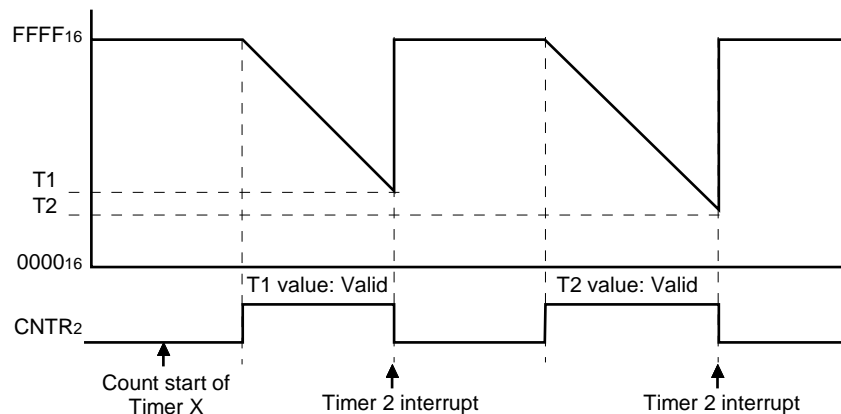 FFFF16
T1
T2
000016
T1 value: Valid
T2 value: Valid
CNTR2
Count start of
Timer X
Timer 2 interrupt
Timer 2 interrupt